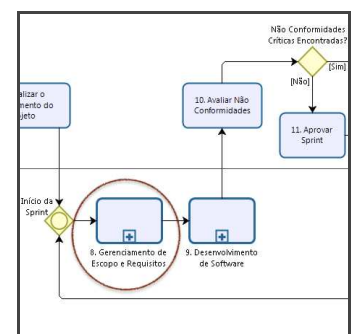 Não Conformidades
Críticas Encontradas?
[Sim]
[Não]
alizar o
mento do
ojeto
10. Avaliar Não
Conformidades
11. Aprovar
Sprint
Início da
Sprint
8. Gerenciamento de
Escopo e Requisitos
9. Desenvolvimento
de Software